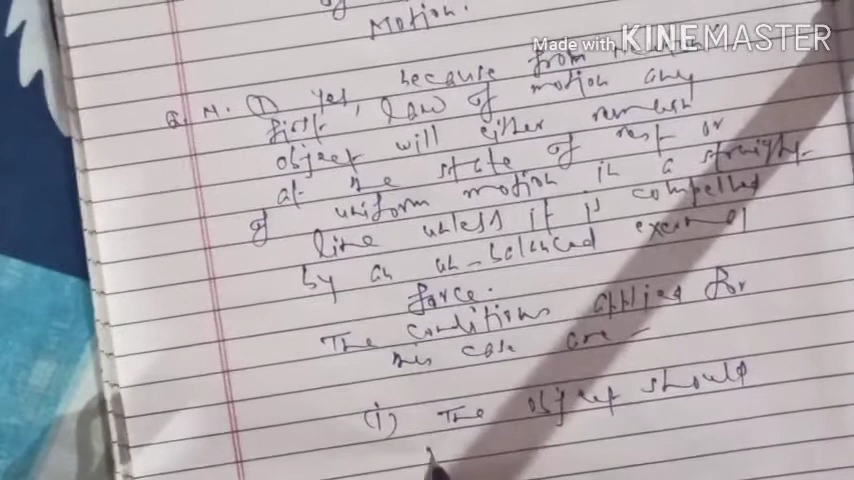 of
Motion.
Made with KINEMASTER
Q. N. ① Yes, because from
first law of motion any
object will either remain
at the state of rest or
of uniform motion in a straight
line unless it is compelled
by an un-balanced external
force.
The conditions applied for
this case are –
(i) The object should